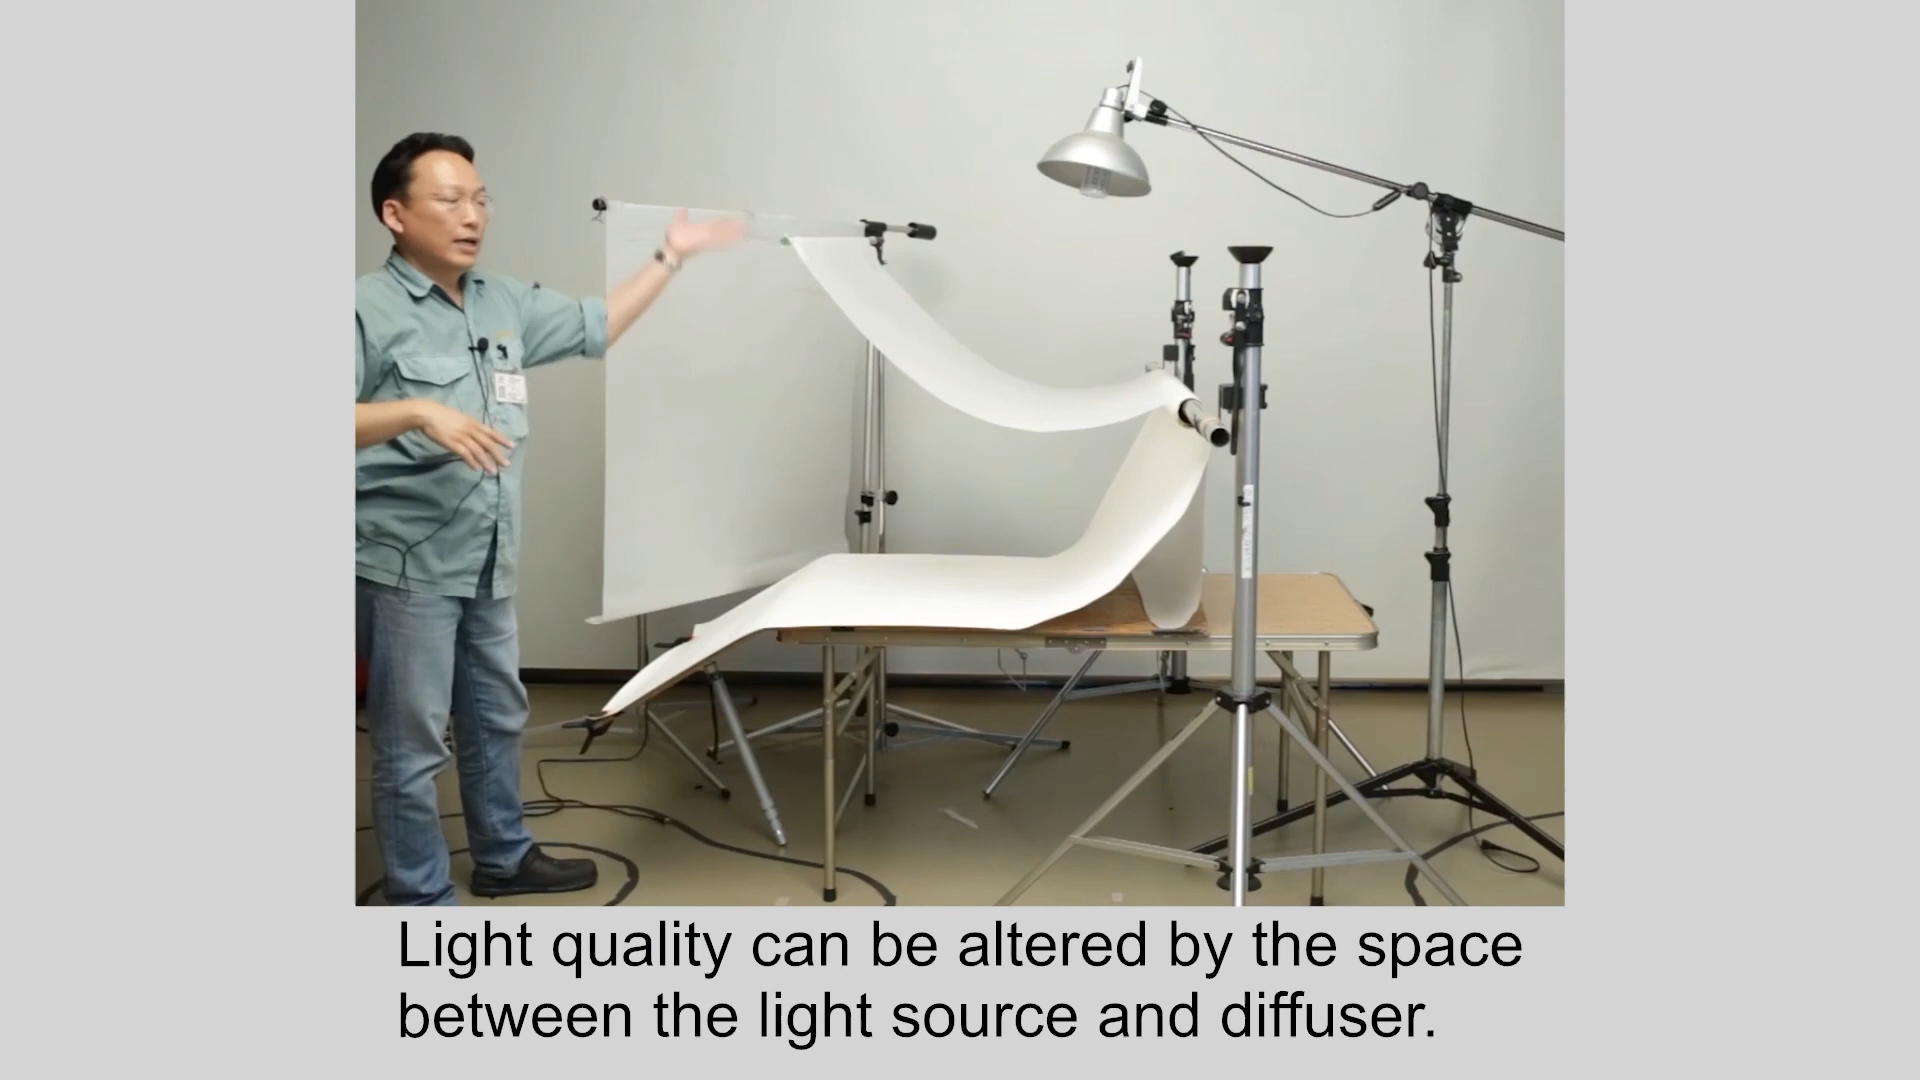 Light quality can be altered by the space
between the light source and diffuser.